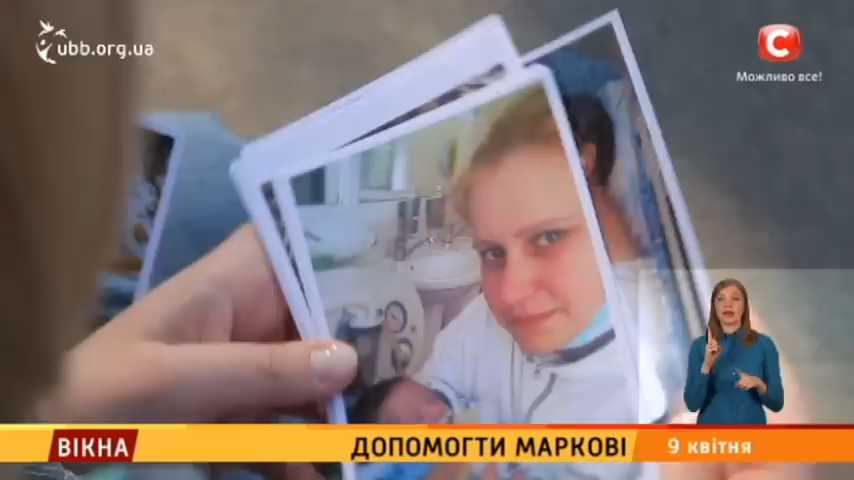 ubb.org.ua
Можливо все!
ВІКНА
ДОПОМОГТИ МАРКОВІ
9 квітня